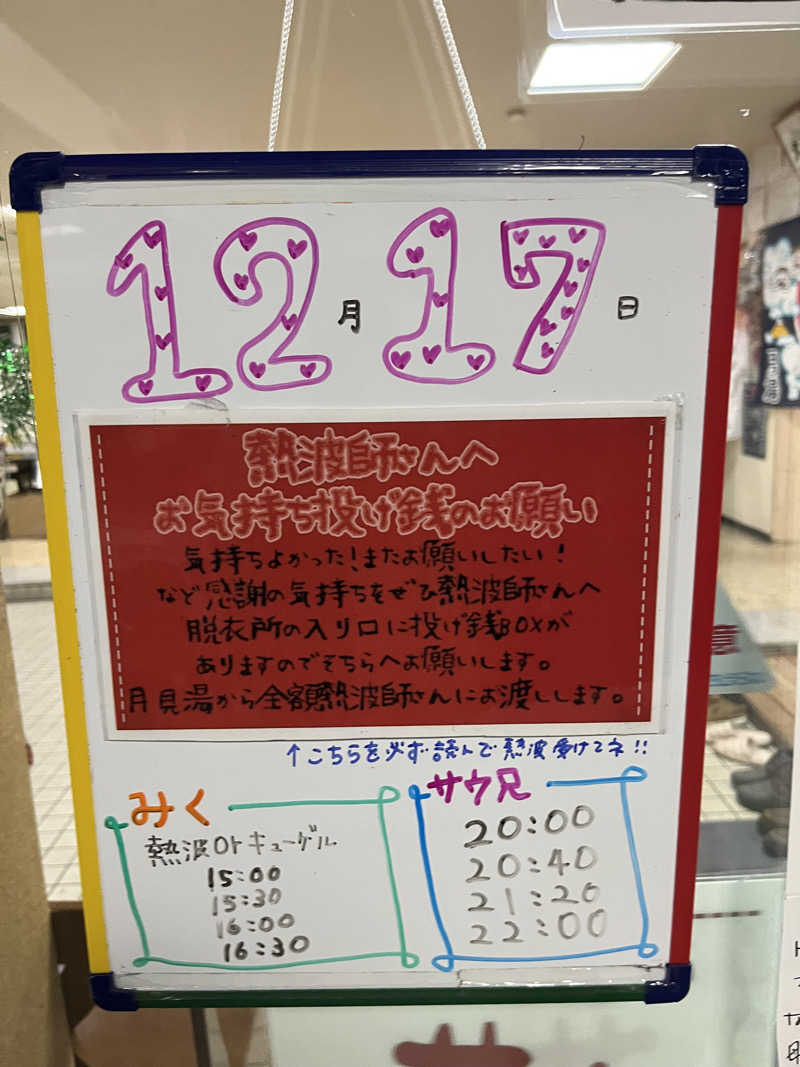 12月17日
熱波師さんへ
お気持ち投げ銭のお願い
気持ちよかった！またお願いしたい！
など感謝の気持ちをぜひ熱波師さんへ
脱衣所の入り口に投げ銭BOXが
ありますのでそちらへお願いします。
月見湯から全額熱波師さんにお渡しします。
↑こちらを必ず読んで熱波受けてネ!!
みく
熱波orキューゲル
15:00
15:30
16:00
16:30
サウ兄
20:00
20:40
21:20
22:00
意